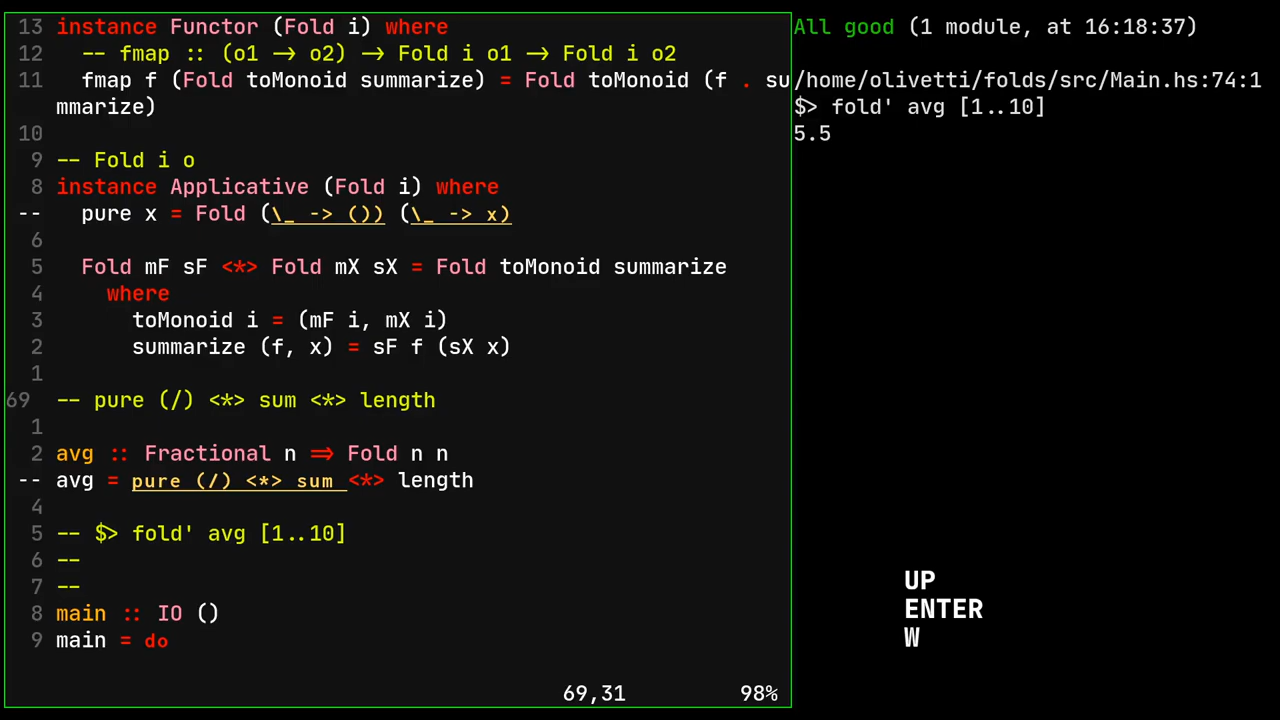 13 instance Functor (Fold i) where
12   -- fmap :: (o1 -> o2) -> Fold i o1 -> Fold i o2
11   fmap f (Fold toMonoid summarize) = Fold toMonoid (f . su
mmarize)
10
9 -- Fold i o
8 instance Applicative (Fold i) where
--   pure x = Fold (\_ -> ()) (\_ -> x)
6
5   Fold mF sF <*> Fold mX sX = Fold toMonoid summarize
4     where
3       toMonoid i = (mF i, mX i)
2       summarize (f, x) = sF f (sX x)
1
69 -- pure (/) <*> sum <*> length
1
2 avg :: Fractional n => Fold n n
-- avg = pure (/) <*> sum <*> length
4
5 -- $> fold' avg [1..10]
6 --
7 --
8 main :: IO ()
9 main = do
69,31 98%
All good (1 module, at 16:18:37)
/home/olivetti/folds/src/Main.hs:74:1
$> fold' avg [1..10]
5.5
UP
ENTER
W